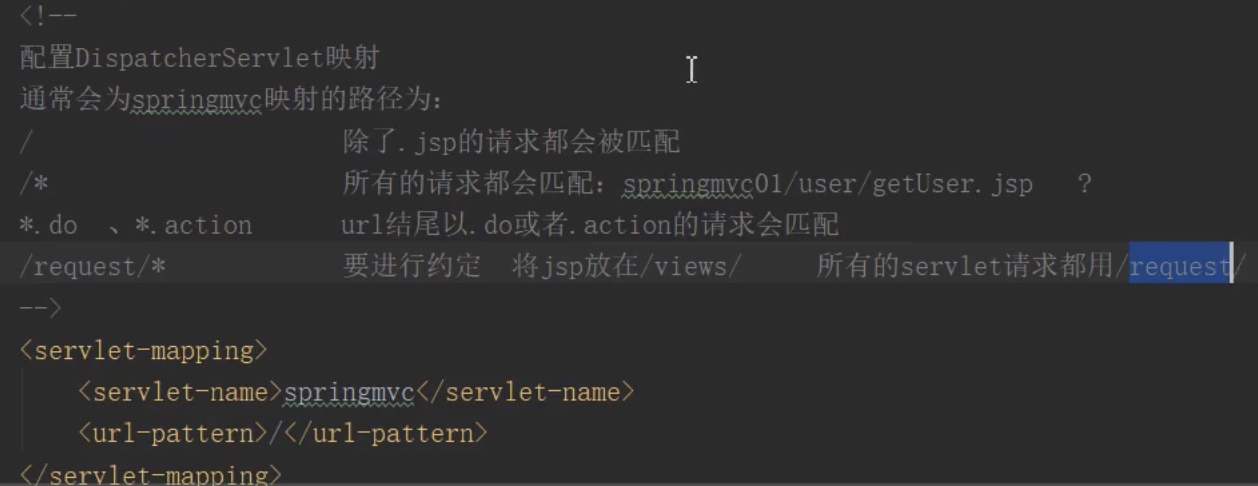 <!--
配置DispatcherServlet映射
通常会为springmvc映射的路径为：
/ 除了.jsp的请求都会被匹配
/* 所有的请求都会匹配：springmvc01/user/getUser.jsp ?
*.do 、*.action url结尾以.do或者.action的请求会匹配
/request/* 要进行约定 将jsp放在/views/ 所有的servlet请求都用/request/
-->
<servlet-mapping>
<servlet-name>springmvc</servlet-name>
<url-pattern>/</url-pattern>
</servlet-mapping>